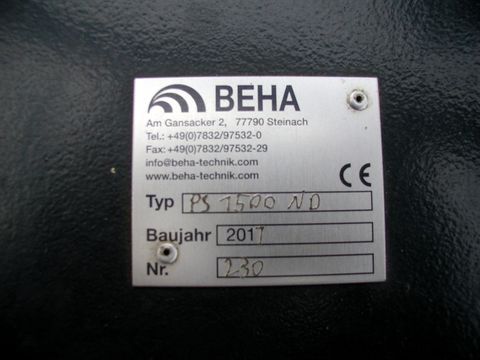 BEHA
Am Gansacker 2, 77790 Steinach
Tel.: +49(0)7832/97532-0
Fax: +49(0)7832/97532-29
info@beha-technik.com
www.beha-technik.com
CE
Typ PS 1500 ND
Baujahr 2017
Nr. 230